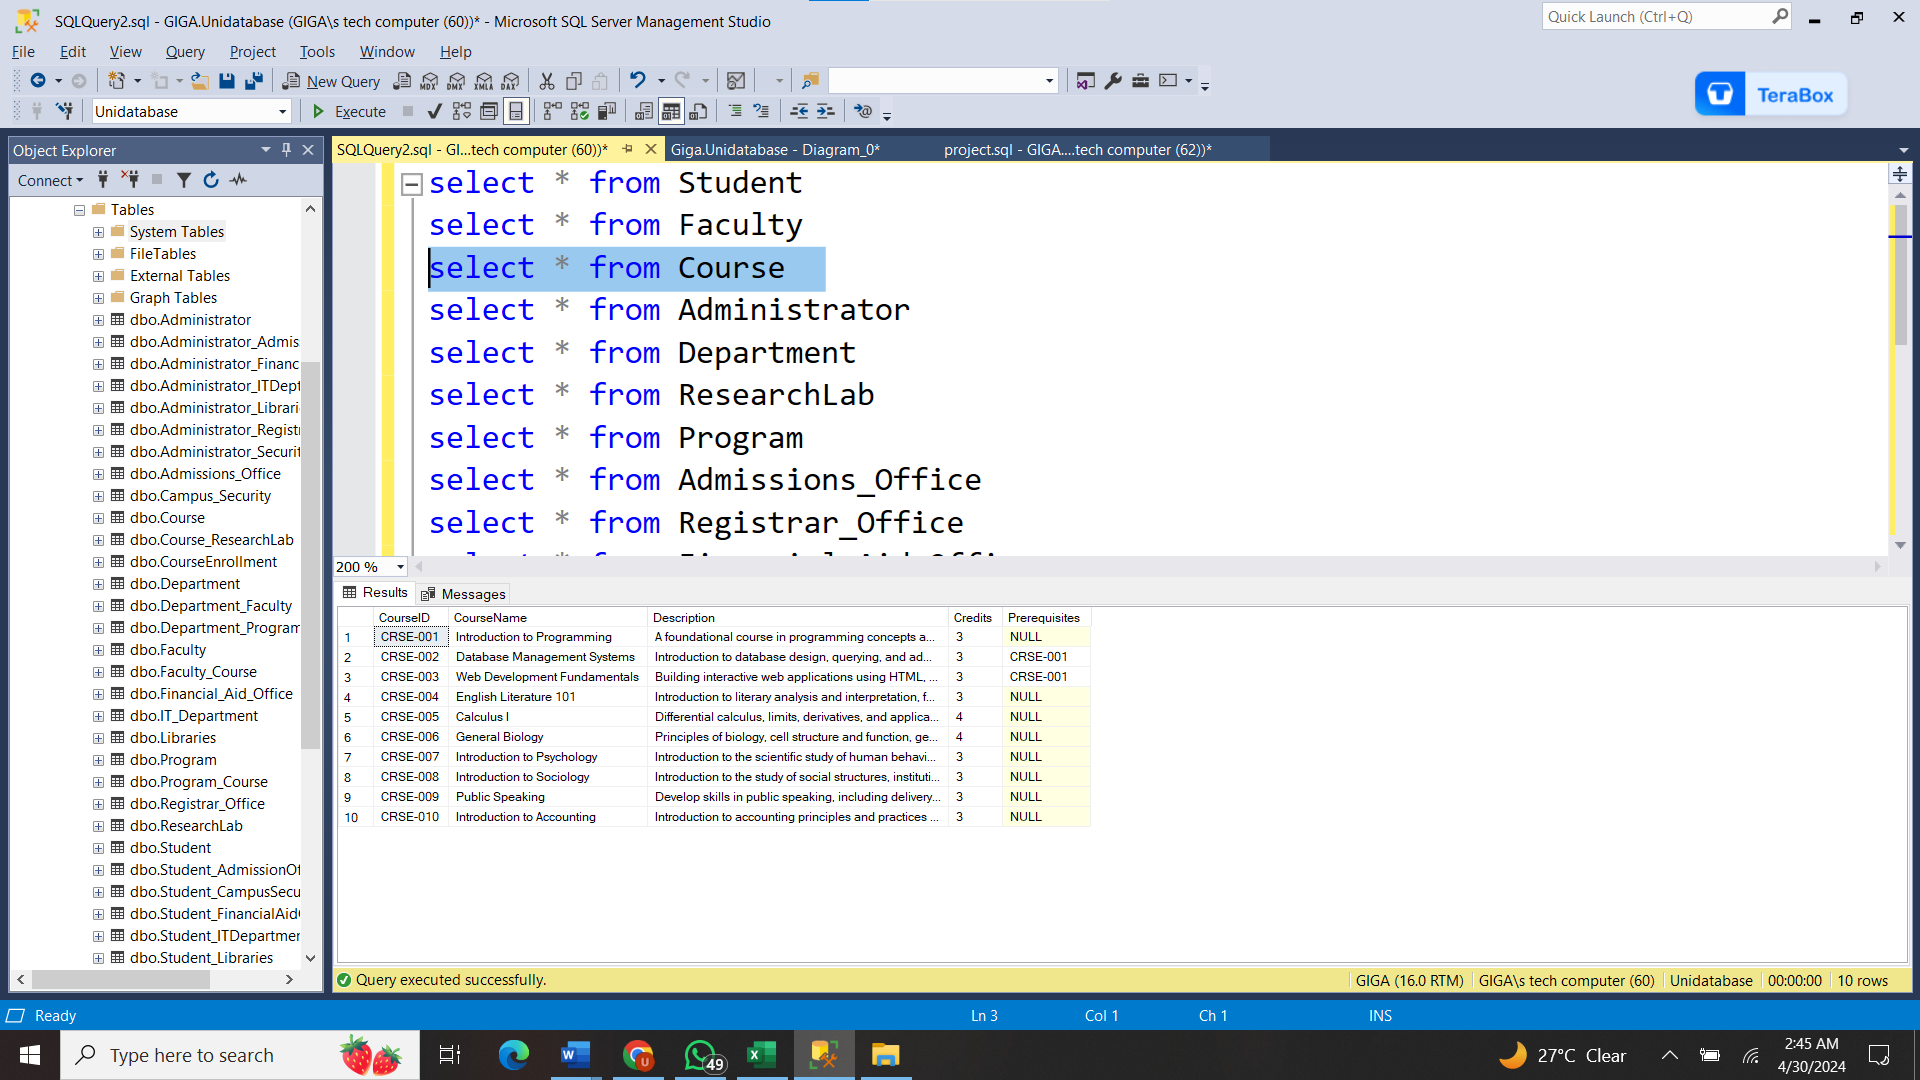 SQLQuery2.sql - GIGA.Unidatabase (GIGA\s tech computer (60))* - Microsoft SQL Server Management Studio
Quick Launch (Ctrl+Q)
File Edit View Query Project Tools Window Help
New Query MDX DMX XMLA DAX
Unidatabase Execute
TeraBox
Object Explorer
Connect
Tables
System Tables
FileTables
External Tables
Graph Tables
dbo.Administrator
dbo.Administrator_Admis
dbo.Administrator_Financ
dbo.Administrator_ITDept
dbo.Administrator_Librari
dbo.Administrator_Regist
dbo.Administrator_Securit
dbo.Admissions_Office
dbo.Campus_Security
dbo.Course
dbo.Course_ResearchLab
dbo.CourseEnrollment
dbo.Department
dbo.Department_Faculty
dbo.Department_Program
dbo.Faculty
dbo.Faculty_Course
dbo.Financial_Aid_Office
dbo.IT_Department
dbo.Libraries
dbo.Program
dbo.Program_Course
dbo.Registrar_Office
dbo.ResearchLab
dbo.Student
dbo.Student_AdmissionOf
dbo.Student_CampusSecu
dbo.Student_FinancialAid
dbo.Student_ITDepartmen
dbo.Student_Libraries
SQLQuery2.sql - GI...tech computer (60))* Giga.Unidatabase - Diagram_0* project.sql - GIGA....tech computer (62))*
select * from Student
select * from Faculty
select * from Course
select * from Administrator
select * from Department
select * from ResearchLab
select * from Program
select * from Admissions_Office
select * from Registrar_Office
200 %
Results Messages
CourseID CourseName Description Credits Prerequisites
1 CRSE-001 Introduction to Programming A foundational course in programming concepts a... 3 NULL
2 CRSE-002 Database Management Systems Introduction to database design, querying, and ad... 3 CRSE-001
3 CRSE-003 Web Development Fundamentals Building interactive web applications using HTML, ... 3 CRSE-001
4 CRSE-004 English Literature 101 Introduction to literary analysis and interpretation, f... 3 NULL
5 CRSE-005 Calculus I Differential calculus, limits, derivatives, and applica... 4 NULL
6 CRSE-006 General Biology Principles of biology, cell structure and function, ge... 4 NULL
7 CRSE-007 Introduction to Psychology Introduction to the scientific study of human behavi... 3 NULL
8 CRSE-008 Introduction to Sociology Introduction to the study of social structures, instituti... 3 NULL
9 CRSE-009 Public Speaking Develop skills in public speaking, including delivery,... 3 NULL
10 CRSE-010 Introduction to Accounting Introduction to accounting principles and practices ... 3 NULL
Query executed successfully. GIGA (16.0 RTM) GIGA\s tech computer (60) Unidatabase 00:00:00 10 rows
Ready Ln 3 Col 1 Ch 1 INS
Type here to search 49 27°C Clear 2:45 AM
4/30/2024